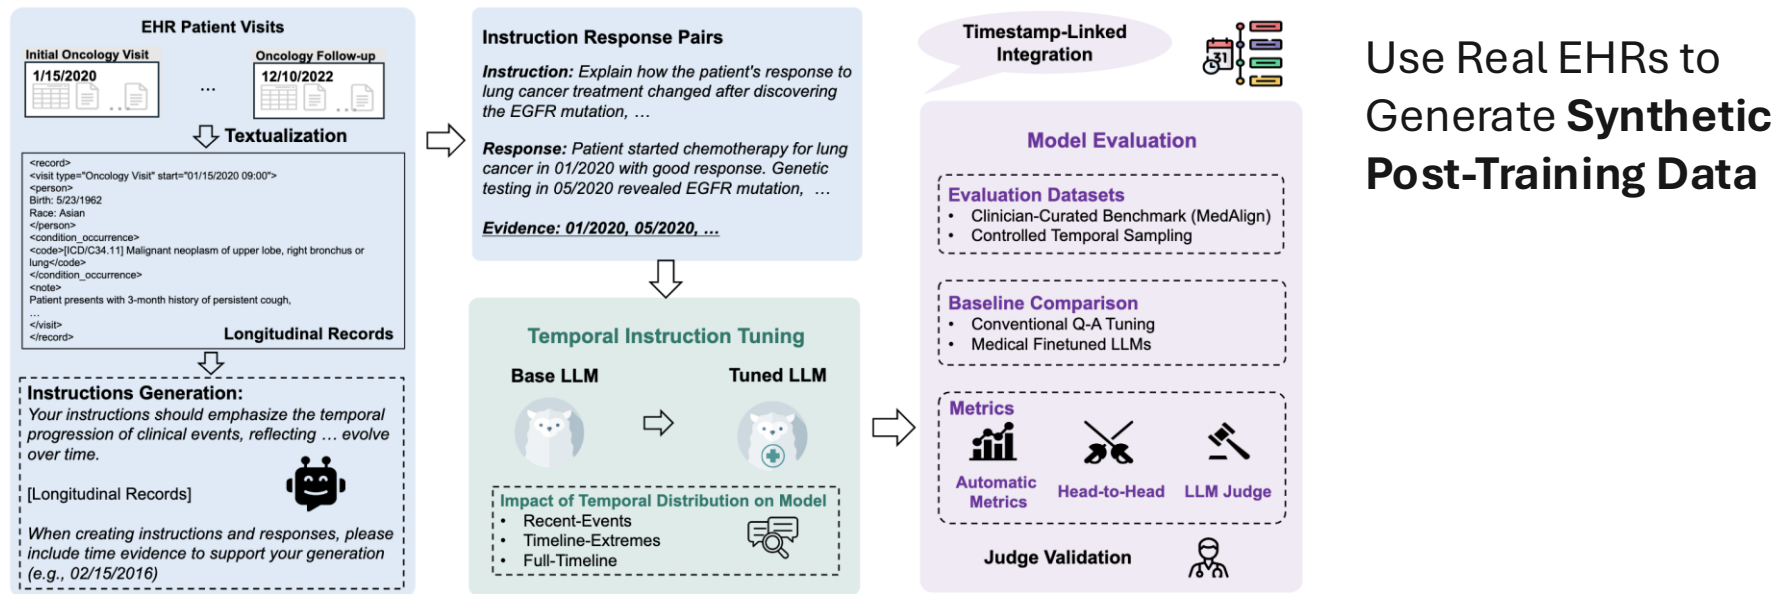 EHR Patient Visits
Initial Oncology Visit
1/15/2020
...
...
Oncology Follow-up
12/10/2022
...
Textualization
<record>
<visit type="Oncology Visit" start="01/15/2020 09:00">
<person>
Birth: 5/23/1962
Race: Asian
</person>
<condition_occurrence>
<code>[ICD/C34.11] Malignant neoplasm of upper lobe, right bronchus or
lung</code>
</condition_occurrence>
<note>
Patient presents with 3-month history of persistent cough,
...
</visit>
</record>
Longitudinal Records
Instructions Generation:
Your instructions should emphasize the temporal
progression of clinical events, reflecting ... evolve
over time.
[Longitudinal Records]
When creating instructions and responses, please
include time evidence to support your generation
(e.g., 02/15/2016)
Instruction Response Pairs
Instruction: Explain how the patient's response to
lung cancer treatment changed after discovering
the EGFR mutation, ...
Response: Patient started chemotherapy for lung
cancer in 01/2020 with good response. Genetic
testing in 05/2020 revealed EGFR mutation, ...
Evidence: 01/2020, 05/2020, ...
Temporal Instruction Tuning
Base LLM
Tuned LLM
Impact of Temporal Distribution on Model
• Recent-Events
• Timeline-Extremes
• Full-Timeline
Timestamp-Linked
Integration
31
Model Evaluation
Evaluation Datasets
• Clinician-Curated Benchmark (MedAlign)
• Controlled Temporal Sampling
Baseline Comparison
• Conventional Q-A Tuning
• Medical Finetuned LLMs
Metrics
Automatic
Metrics
Head-to-Head
LLM Judge
Judge Validation
Use Real EHRs to
Generate Synthetic
Post-Training Data